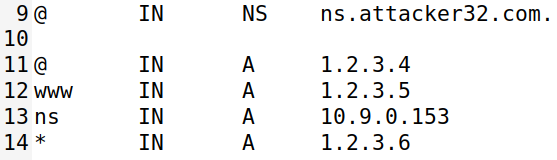 9 @ IN NS ns.attacker32.com.
10
11 @ IN A 1.2.3.4
12 www IN A 1.2.3.5
13 ns IN A 10.9.0.153
14 * IN A 1.2.3.6